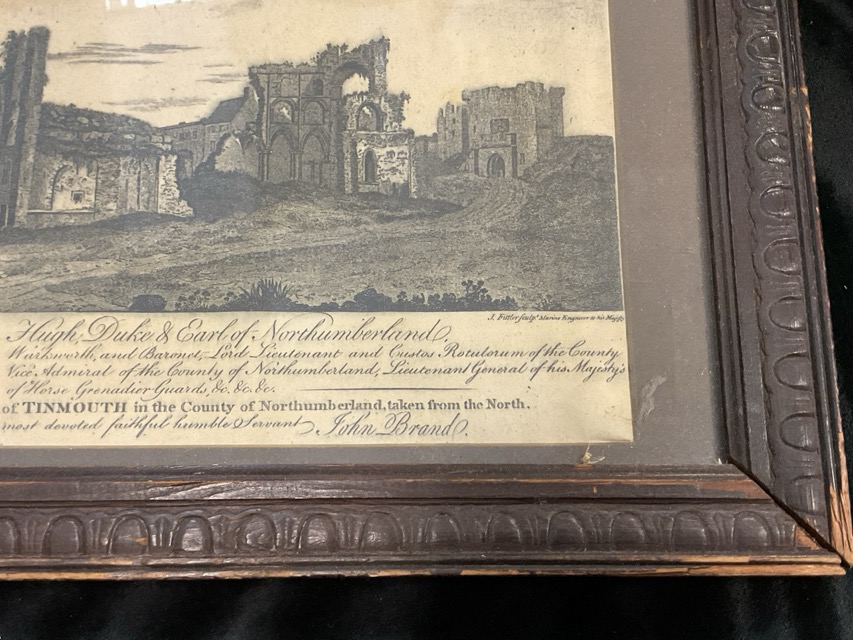 J. Fittler sculpt. Marine Engraver to his Majesty
Hugh, Duke & Earl of Northumberland,
Warkworth, and Baronet, Lord Lieutenant and Custos Rotulorum of the County
Vice Admiral of the County of Northumberland, Lieutenant General of his Majesty's
of Horse Grenadier Guards, &c. &c. &c.
of TINMOUTH in the County of Northumberland, taken from the North.
most devoted faithful humble Servant John Brand.